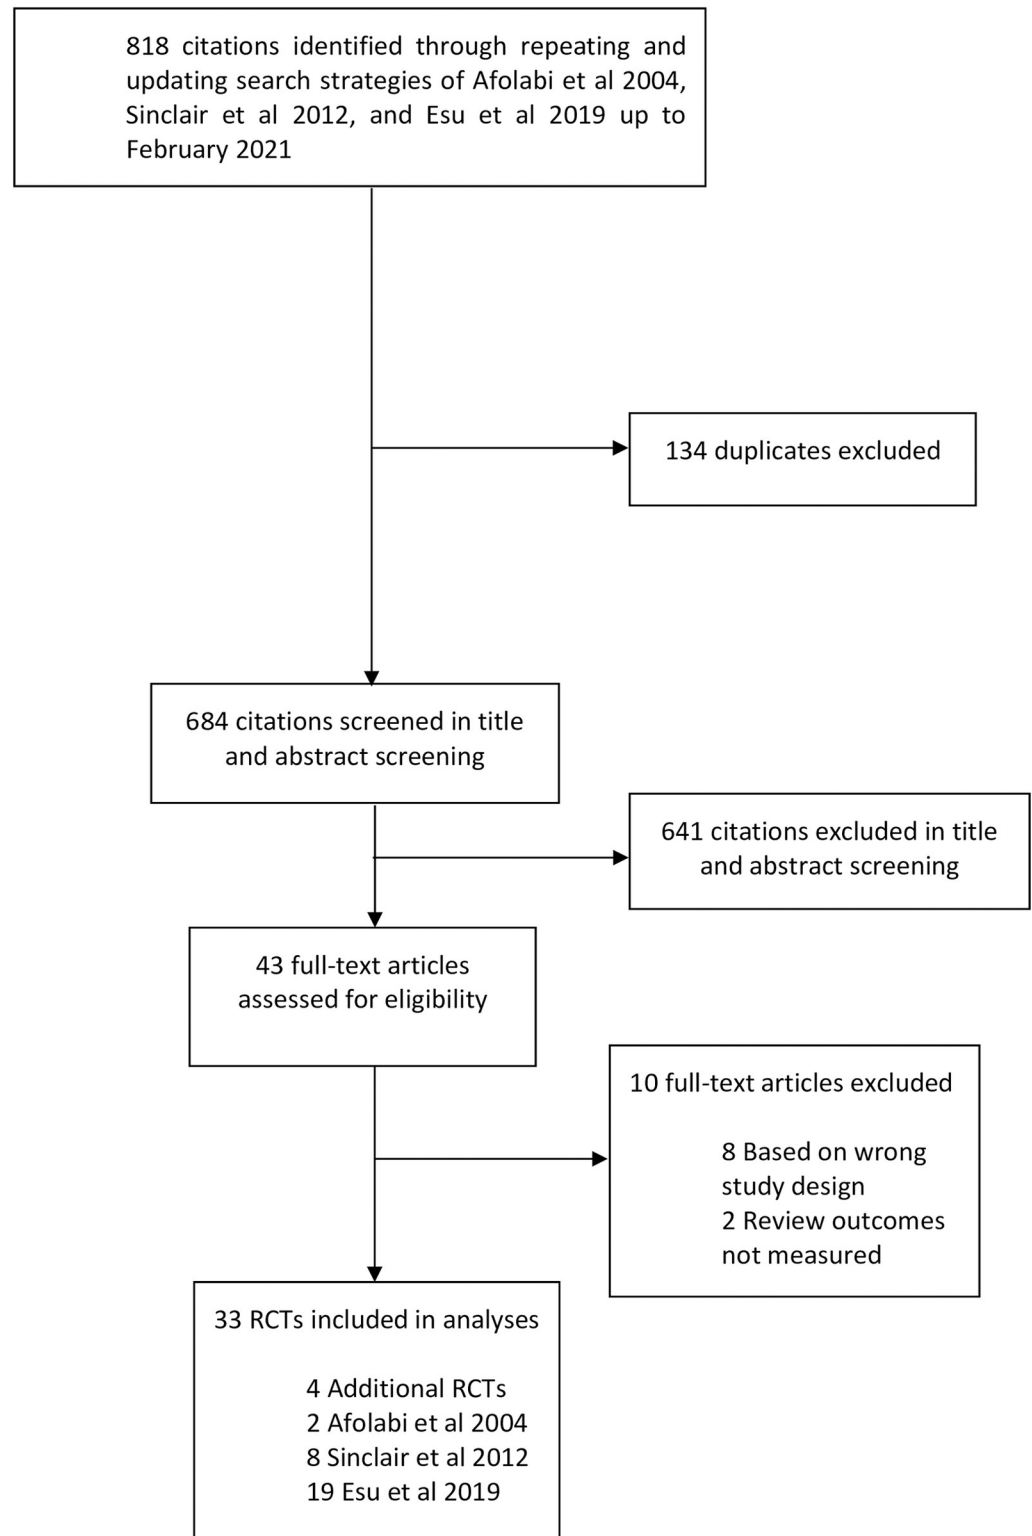 818 citations identified through repeating and
updating search strategies of Afolabi et al 2004,
Sinclair et al 2012, and Esu et al 2019 up to
February 2021
134 duplicates excluded
684 citations screened in title
and abstract screening
641 citations excluded in title
and abstract screening
43 full-text articles
assessed for eligibility
10 full-text articles excluded
8 Based on wrong
study design
2 Review outcomes
not measured
33 RCTs included in analyses
4 Additional RCTs
2 Afolabi et al 2004
8 Sinclair et al 2012
19 Esu et al 2019